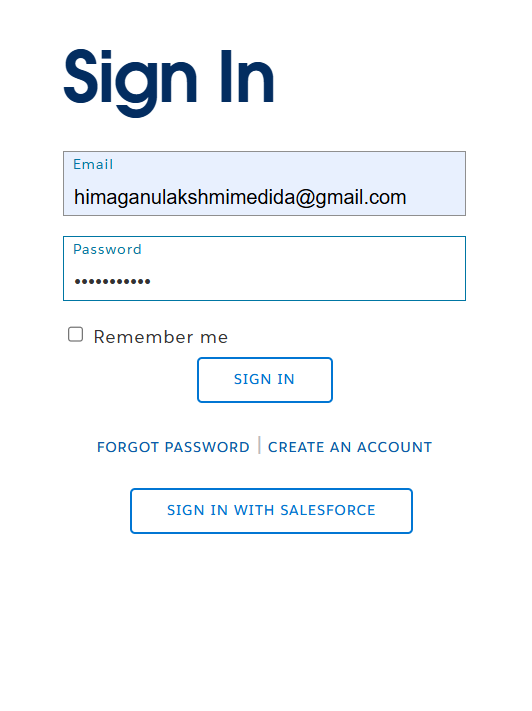 Sign In
Email
himaganulakshmimedida@gmail.com
Password
•••••••••••
Remember me
SIGN IN
FORGOT PASSWORD | CREATE AN ACCOUNT
SIGN IN WITH SALESFORCE